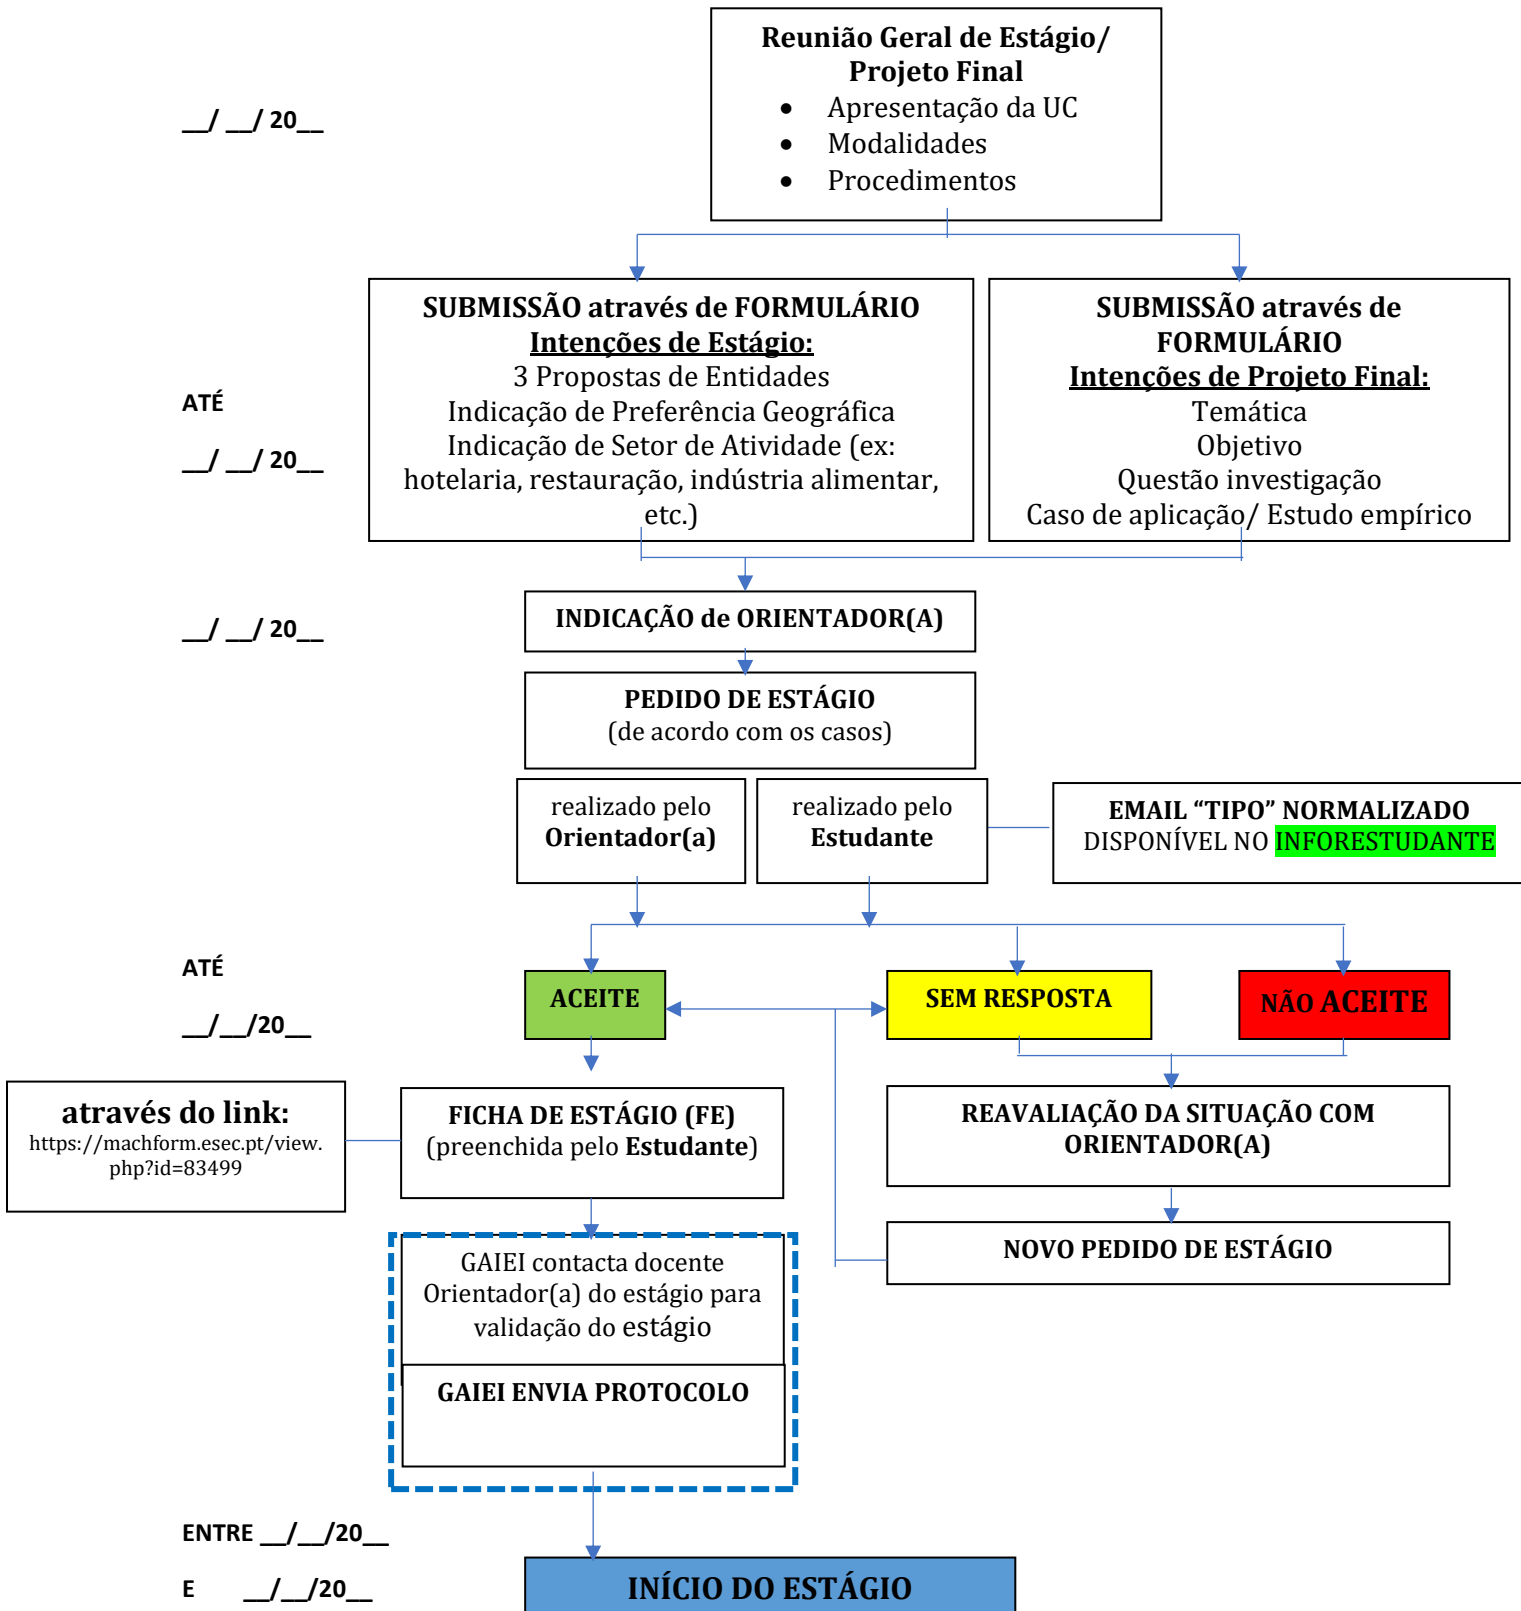 Reunião Geral de Estágio/
Projeto Final
• Apresentação da UC
• Modalidades
• Procedimentos
__/ __/ 20__
SUBMISSÃO através de FORMULÁRIO
Intenções de Estágio:
3 Propostas de Entidades
Indicação de Preferência Geográfica
Indicação de Setor de Atividade (ex:
hotelaria, restauração, indústria alimentar,
etc.)
SUBMISSÃO através de
FORMULÁRIO
Intenções de Projeto Final:
Temática
Objetivo
Questão investigação
Caso de aplicação/ Estudo empírico
ATÉ
__/ __/ 20__
INDICAÇÃO de ORIENTADOR(A)
__/ __/ 20__
PEDIDO DE ESTÁGIO
(de acordo com os casos)
realizado pelo
Orientador(a)
realizado pelo
Estudante
EMAIL “TIPO” NORMALIZADO
DISPONÍVEL NO INFORESTUDANTE
ATÉ
__/__/20__
ACEITE
SEM RESPOSTA
NÃO ACEITE
através do link:
https://machform.esec.pt/view.
php?id=83499
FICHA DE ESTÁGIO (FE)
(preenchida pelo Estudante)
REAVALIAÇÃO DA SITUAÇÃO COM
ORIENTADOR(A)
NOVO PEDIDO DE ESTÁGIO
GAIEI contacta docente
Orientador(a) do estágio para
validação do estágio
GAIEI ENVIA PROTOCOLO
ENTRE __/__/20__
E __/__/20__
INÍCIO DO ESTÁGIO